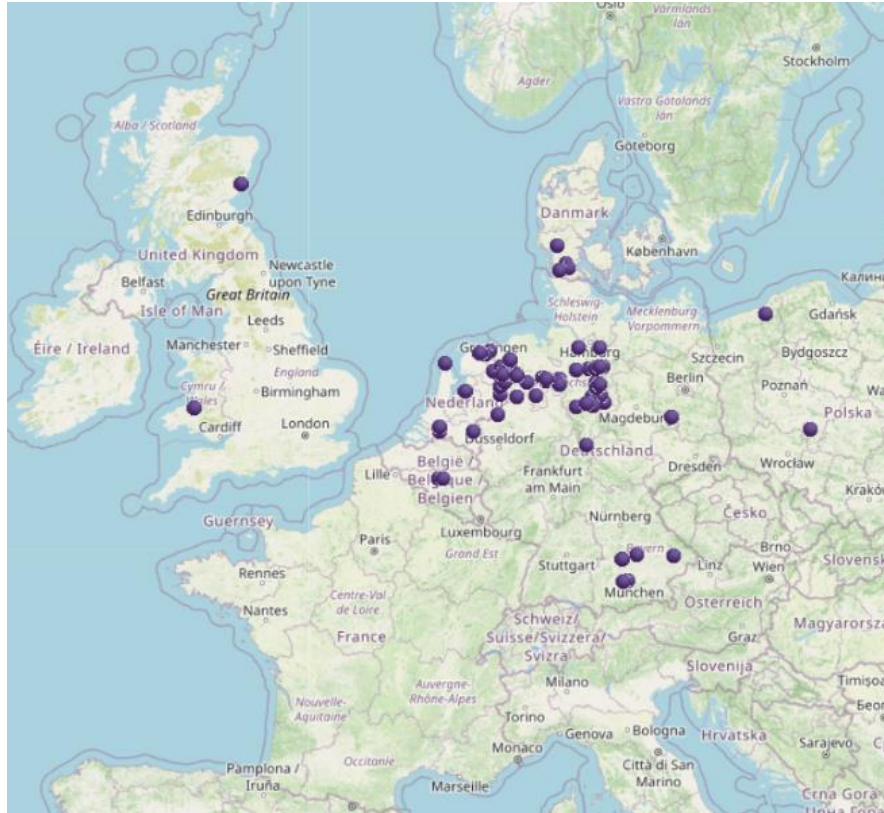 Oslo
Värmlands
län
Stockholm
Agder
Västra Götalands
län
Alba / Scotland
Göteborg
Danmark
Edinburgh
København
United Kingdom
Newcastle
upon Tyne
Belfast
Great Britain
Isle of Man
Leeds
Schleswig-
Holstein
Mecklenburg
Vorpommern
Gdańsk
Éire / Ireland
Manchester
Sheffield
Hamburg
Szczecin
Bydgoszcz
England
Cymru /
Wales
Birmingham
Berlin
Poznań
Nederland
Magdeburg
Polska
Cardiff
London
Düsseldorf
Deutschland
Lille
België /
Belgique /
Belgien
Dresden
Wrocław
Frankfurt
am Main
Kraków
Guernsey
Luxembourg
Česko
Nürnberg
Paris
Grand Est
Brno
Slovensko
Rennes
Stuttgart
Linz
Wien
München
Centre-Val
de Loire
Nantes
Österreich
Schweiz/
Suisse/Svizzera/
Svizra
Magyarorszá
France
Graz
Auvergne-
Rhône-Alpes
Slovenija
Milano
Nouvelle-
Aquitaine
Torino
Hrvatska
Genova
Bologna
Occitanie
Monaco
Sarajevo
Pamplona /
Iruña
Marseille
Città di San
Marino
Crna Gora